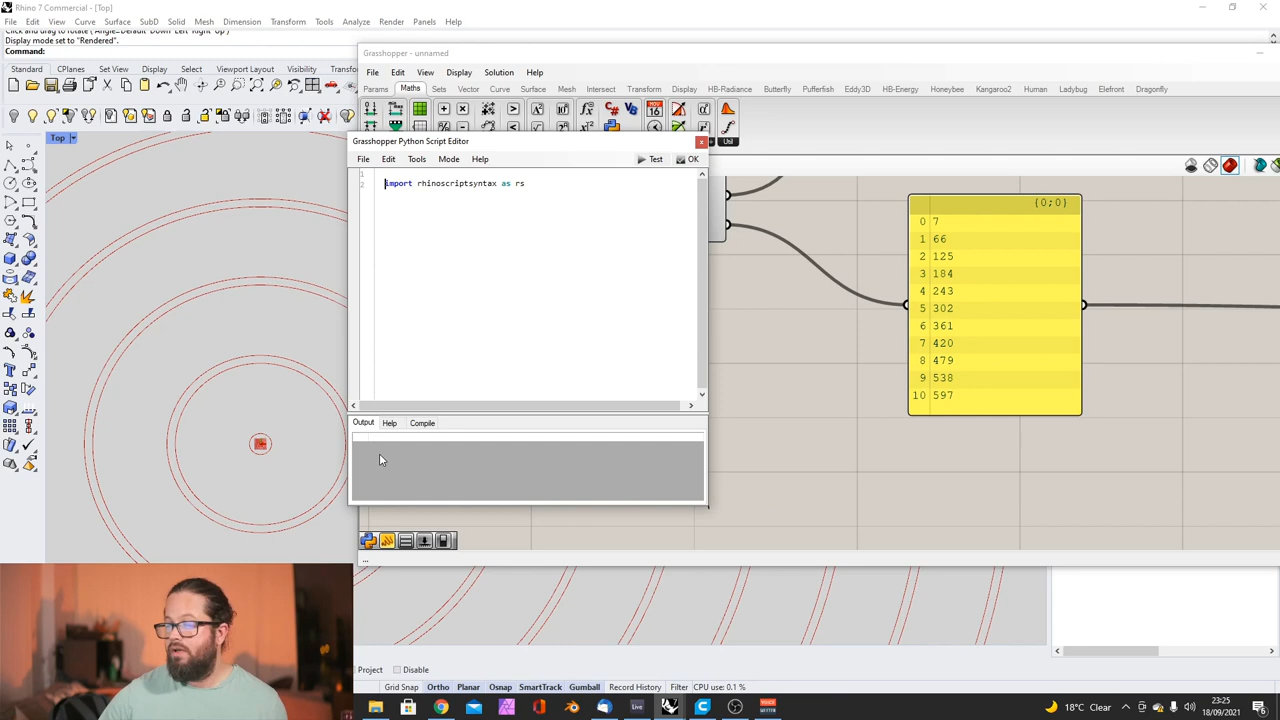 Rhino 7 Commercial - [Top]
File Edit View Curve Surface SubD Solid Mesh Dimension Transform Tools Analyze Render Panels Help
Display mode set to "Rendered".
Command:
Standard CPlanes Set View Display Select Viewport Layout Visibility Transfo
Top
Grasshopper - unnamed
File Edit View Display Solution Help
Params Maths Sets Vector Curve Surface Mesh Intersect Transform Display HB-Radiance Butterfly Pufferfish Eddy3D HB-Energy Honeybee Kangaroo2 Human Ladybug Elefront Dragonfly
Util
Grasshopper Python Script Editor
File Edit Tools Mode Help Test OK
1
2 import rhinoscriptsyntax as rs
Output Help Compile
{0;0}
0 7
1 66
2 125
3 184
4 243
5 302
6 361
7 420
8 479
9 538
10 597
...
Project Disable
Grid Snap Ortho Planar Osnap SmartTrack Gumball Record History Filter CPU use: 0.1 %
18°C Clear
23:25
18/09/2021